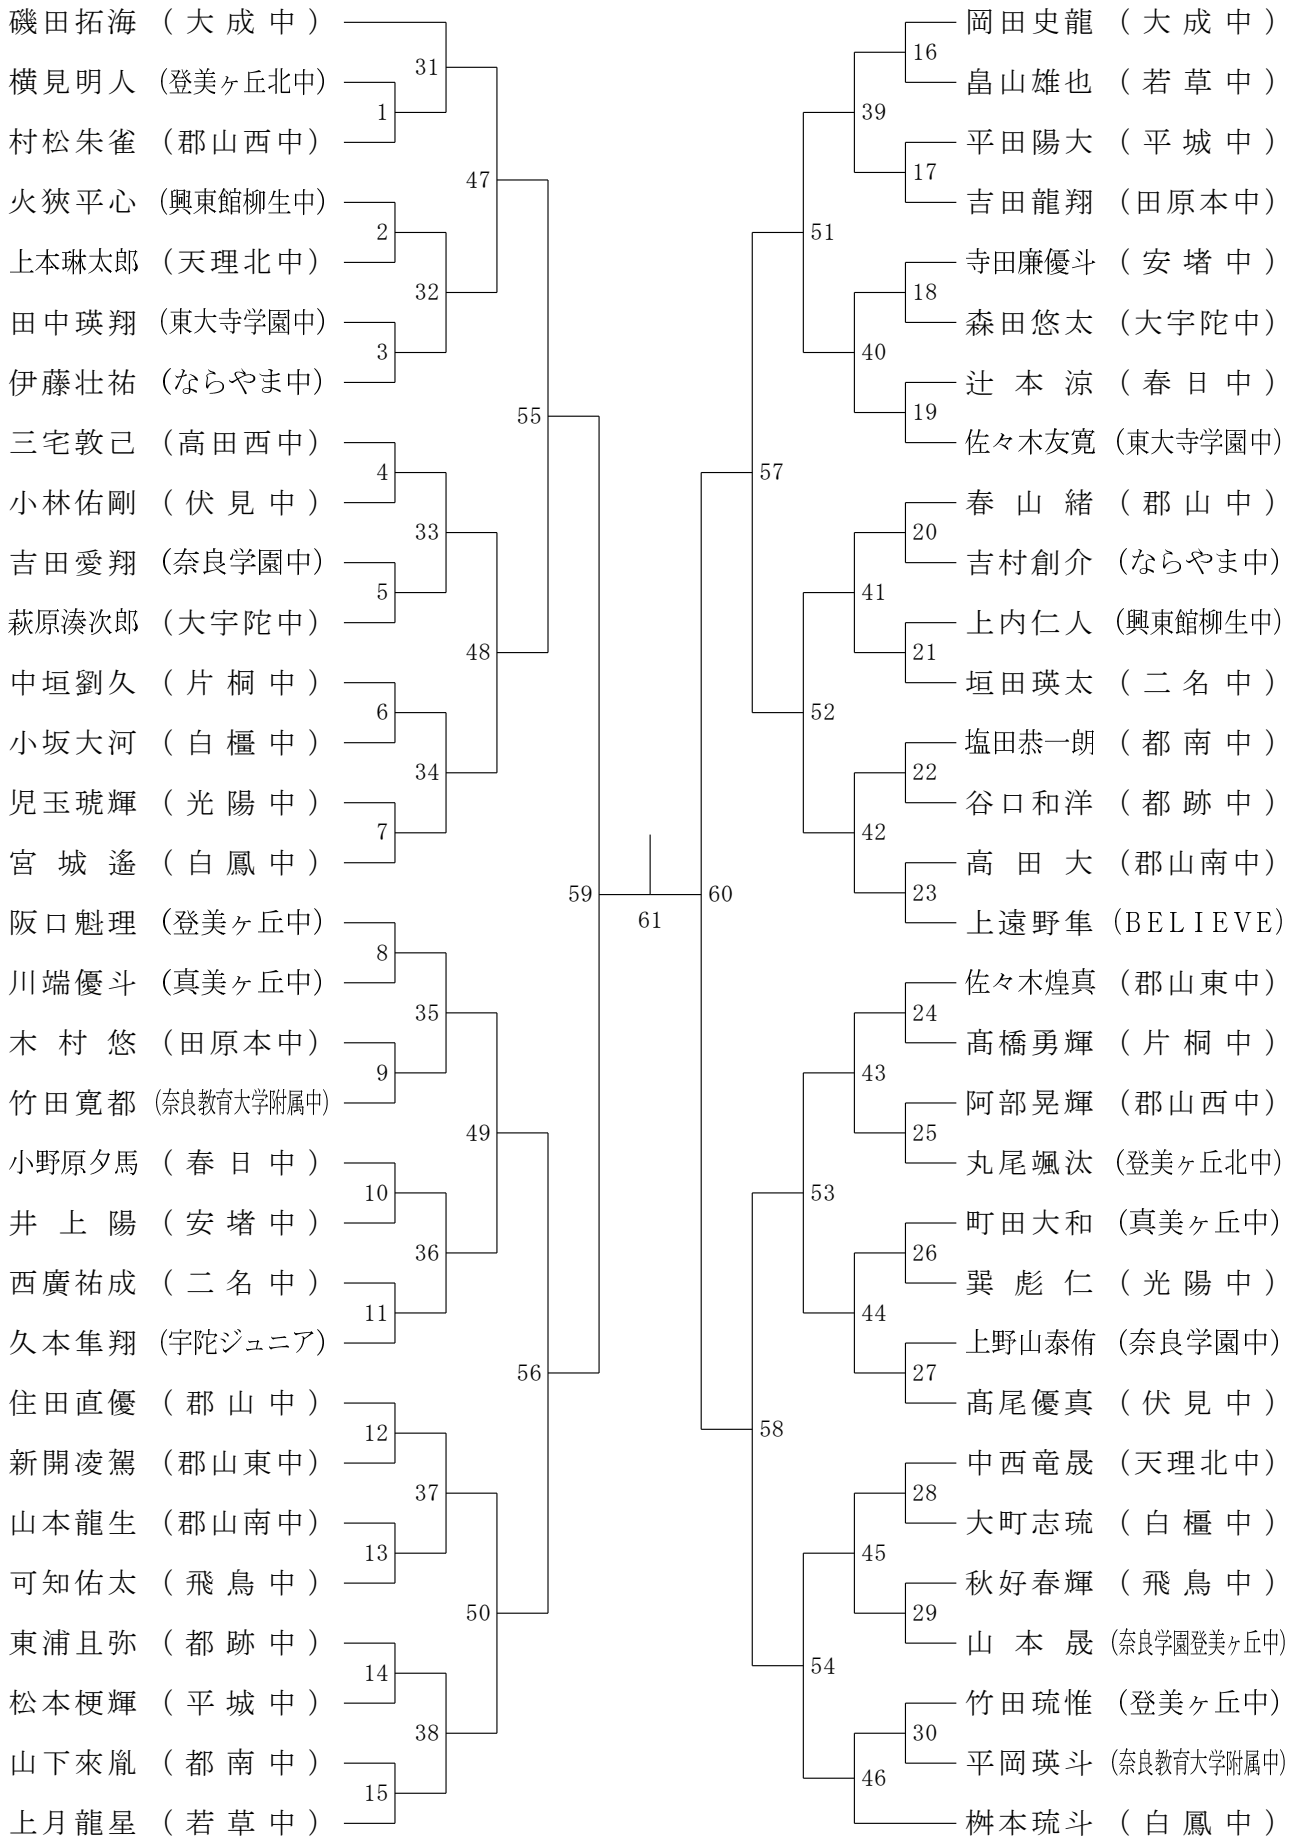 磯田拓海 (大成中)
横見明人 (登美ヶ丘北中)
村松朱雀 (郡山西中)
火狹平心 (興東館柳生中)
上本琳太郎 (天理北中)
田中瑛翔 (東大寺学園中)
伊藤壮祐 (ならやま中)
三宅敦己 (高田西中)
小林佑剛 (伏見中)
吉田愛翔 (奈良学園中)
萩原湊次郎 (大宇陀中)
中垣劉久 (片桐中)
小坂大河 (白橿中)
児玉琥輝 (光陽中)
宮城遙 (白鳳中)
阪口魁理 (登美ヶ丘中)
川端優斗 (真美ヶ丘中)
木村悠 (田原本中)
竹田寛都 (奈良教育大学附属中)
小野原夕馬 (春日中)
井上陽 (安堵中)
西廣祐成 (二名中)
久本隼翔 (宇陀ジュニア)
住田直優 (郡山中)
新開凌駕 (郡山東中)
山本龍生 (郡山南中)
可知佑太 (飛鳥中)
東浦且弥 (都跡中)
松本梗輝 (平城中)
山下來胤 (都南中)
上月龍星 (若草中)
1
2
3
4
5
6
7
8
9
10
11
12
13
14
15
31
32
33
34
35
36
37
38
47
48
49
50
55
56
59
61
60
57
58
51
52
53
54
39
40
41
42
43
44
45
46
16
17
18
19
20
21
22
23
24
25
26
27
28
29
30
岡田史龍 (大成中)
畠山雄也 (若草中)
平田陽大 (平城中)
吉田龍翔 (田原本中)
寺田廉優斗 (安堵中)
森田悠太 (大宇陀中)
辻本涼 (春日中)
佐々木友寛 (東大寺学園中)
春山緒 (郡山中)
吉村創介 (ならやま中)
上内仁人 (興東館柳生中)
垣田瑛太 (二名中)
塩田恭一朗 (都南中)
谷口和洋 (都跡中)
高田大 (郡山南中)
上遠野隼 (BELIEVE)
佐々木煌真 (郡山東中)
髙橋勇輝 (片桐中)
阿部晃輝 (郡山西中)
丸尾颯汰 (登美ヶ丘北中)
町田大和 (真美ヶ丘中)
巽彪仁 (光陽中)
上野山泰侑 (奈良学園中)
髙尾優真 (伏見中)
中西竜晟 (天理北中)
大町志琉 (白橿中)
秋好春輝 (飛鳥中)
山本晟 (奈良学園登美ヶ丘中)
竹田琉惟 (登美ヶ丘中)
平岡瑛斗 (奈良教育大学附属中)
桝本琉斗 (白鳳中)